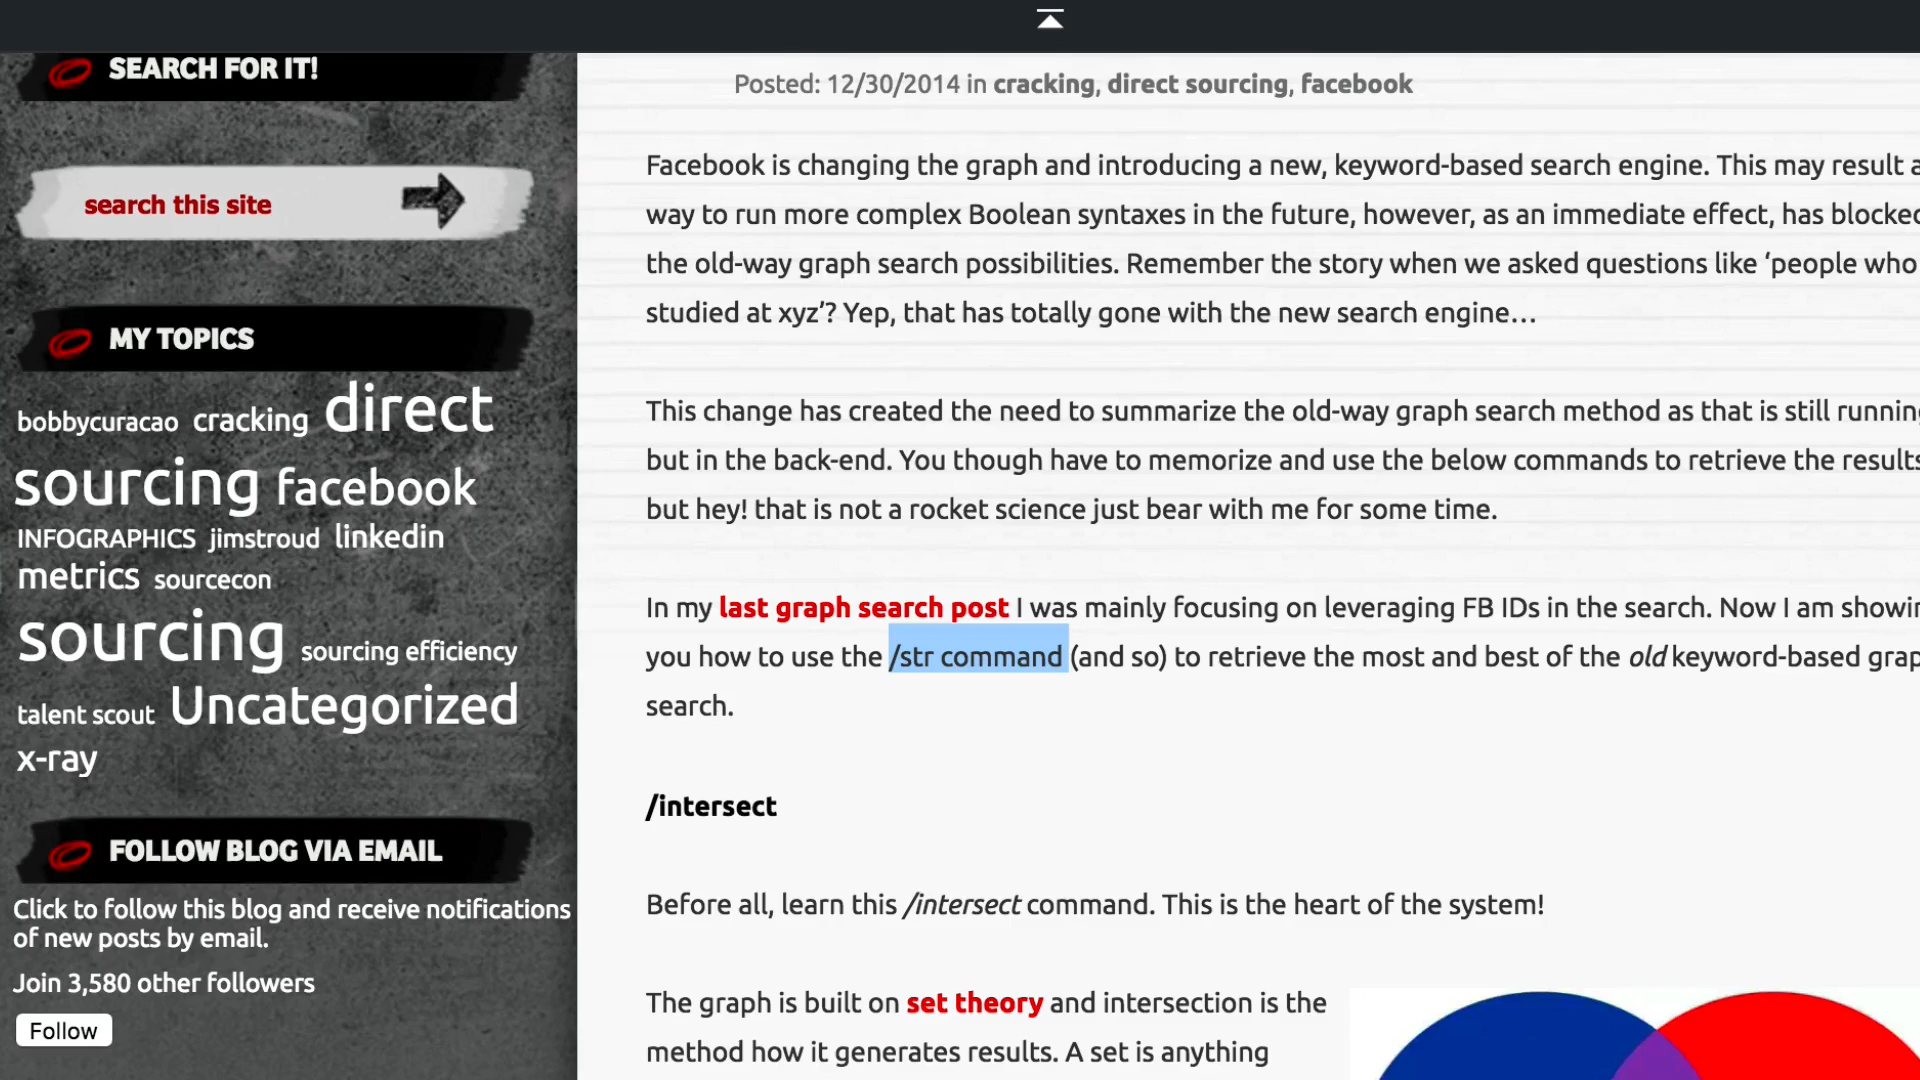 SEARCH FOR IT!
search this site
MY TOPICS
bobbycuracao cracking direct
sourcing facebook
INFOGRAPHICS jimstroud linkedin
metrics sourcecon
sourcing sourcing efficiency
talent scout Uncategorized
x-ray
FOLLOW BLOG VIA EMAIL
Click to follow this blog and receive notifications
of new posts by email.
Join 3,580 other followers
Follow
Posted: 12/30/2014 in cracking, direct sourcing, facebook
Facebook is changing the graph and introducing a new, keyword-based search engine. This may result a
way to run more complex Boolean syntaxes in the future, however, as an immediate effect, has blocked
the old-way graph search possibilities. Remember the story when we asked questions like ‘people who
studied at xyz’? Yep, that has totally gone with the new search engine…
This change has created the need to summarize the old-way graph search method as that is still running
but in the back-end. You though have to memorize and use the below commands to retrieve the results
but hey! that is not a rocket science just bear with me for some time.
In my last graph search post I was mainly focusing on leveraging FB IDs in the search. Now I am showin
you how to use the /str command (and so) to retrieve the most and best of the old keyword-based grap
search.
/intersect
Before all, learn this /intersect command. This is the heart of the system!
The graph is built on set theory and intersection is the
method how it generates results. A set is anything